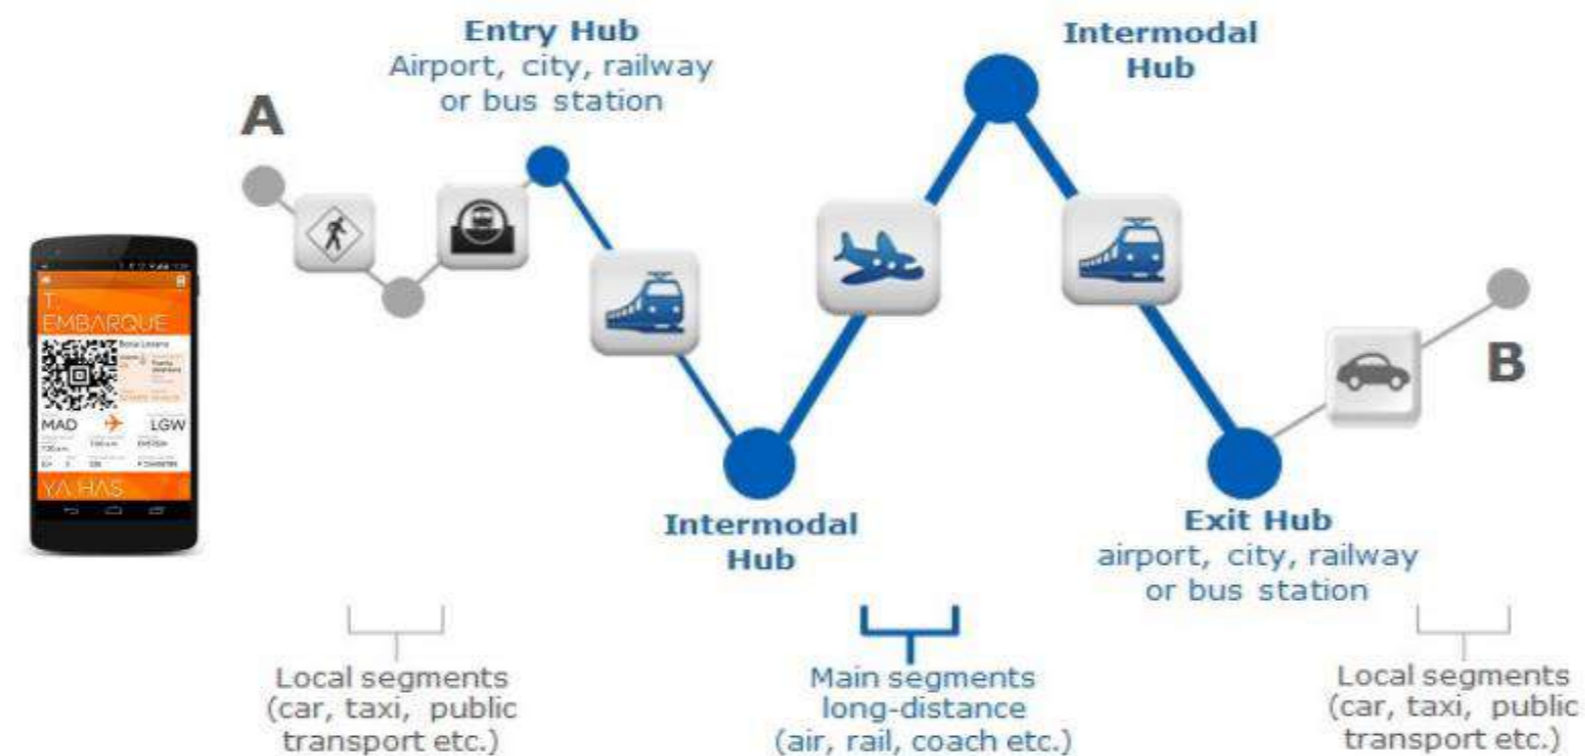 Entry Hub
Airport, city, railway
or bus station
Intermodal
Hub
A
T.
EMBARQUE
MAD
LGW
YA HAS
B
Intermodal
Hub
Exit Hub
airport, city, railway
or bus station
Local segments
(car, taxi, public
transport etc.)
Main segments
long-distance
(air, rail, coach etc.)
Local segments
(car, taxi, public
transport etc.)